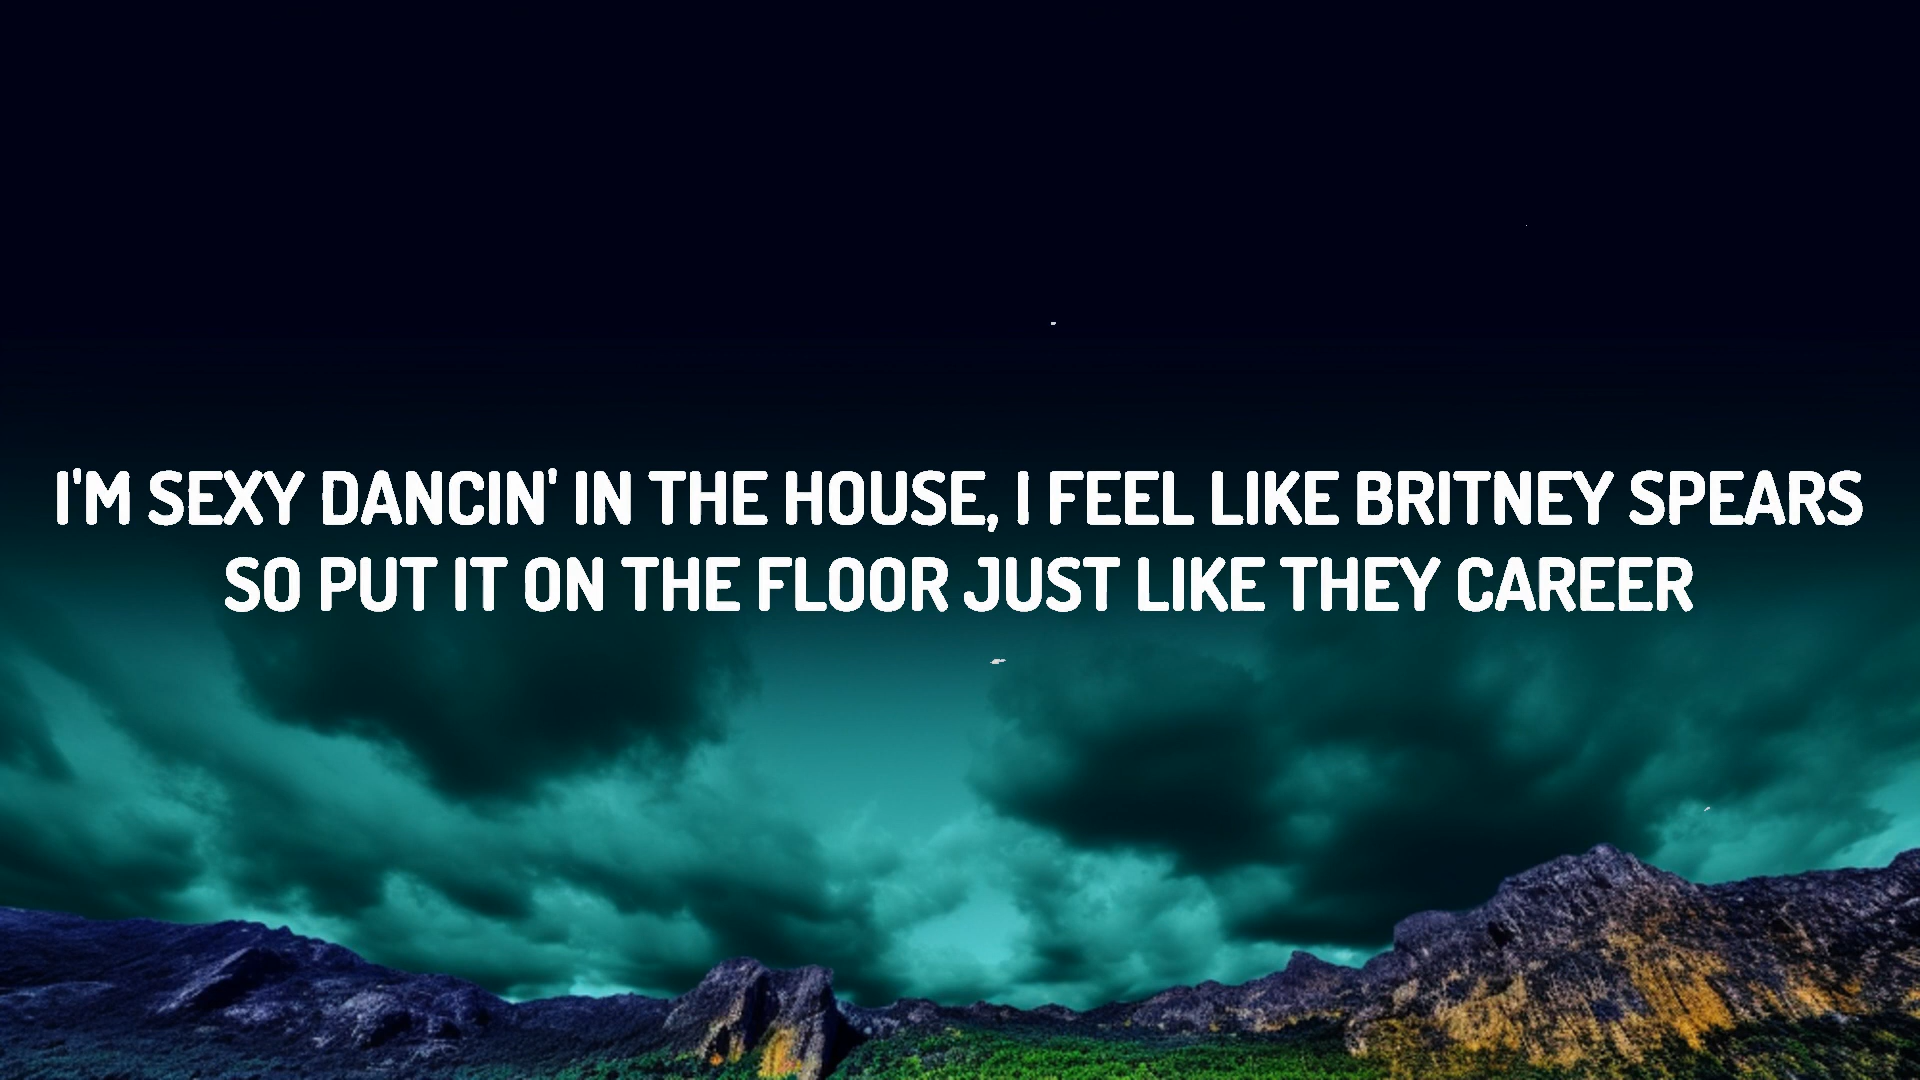 I'M SEXY DANCIN' IN THE HOUSE, I FEEL LIKE BRITNEY SPEARS
SO PUT IT ON THE FLOOR JUST LIKE THEY CAREER